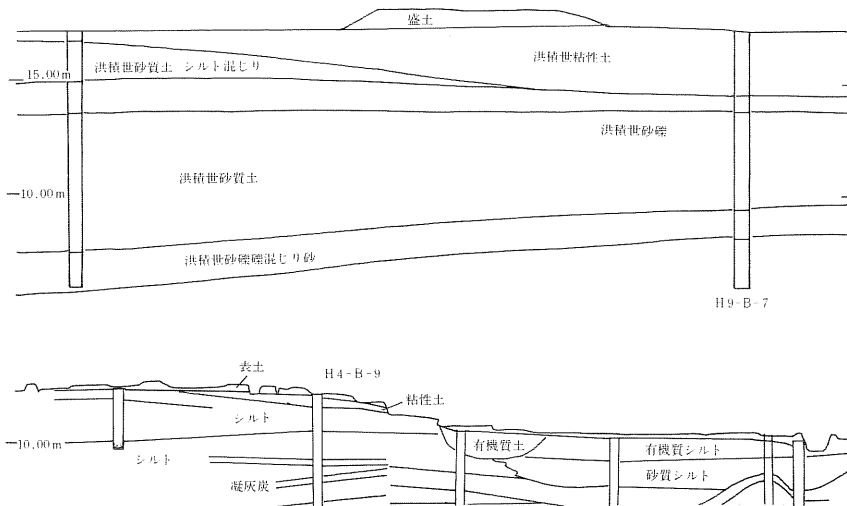 盛土
洪積世粘性土
洪積世砂質土 シルト混じり
15.00m
洪積世砂礫
洪積世砂質土
10.00m
洪積世砂礫礫混じり砂
H9-B-7
表土
H4-B-9
粘性土
シルト
10.00m
有機質土
有機質シルト
シルト
砂質シルト
凝灰炭